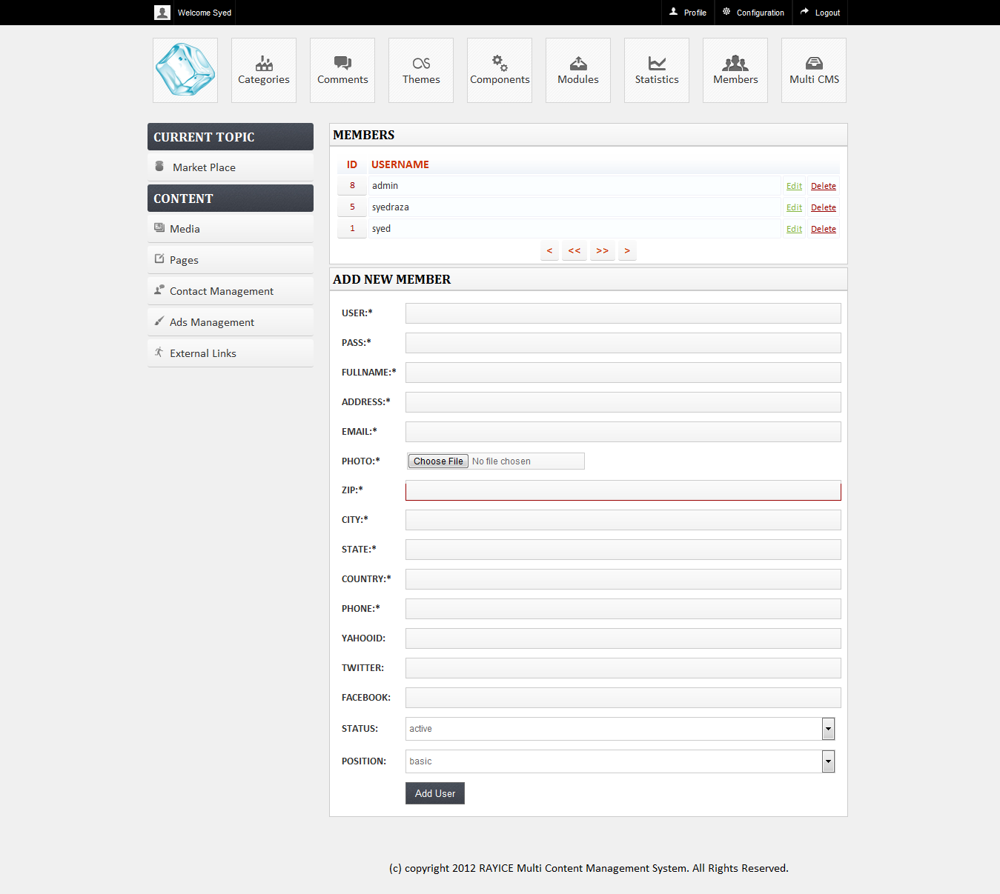 Welcome Syed
Profile
Configuration
Logout
Categories
Comments
Themes
Components
Modules
Statistics
Members
Multi CMS
CURRENT TOPIC
Market Place
CONTENT
Media
Pages
Contact Management
Ads Management
External Links
MEMBERS
ID USERNAME
8 admin Edit Delete
5 syedraza Edit Delete
1 syed Edit Delete
< << >> >
ADD NEW MEMBER
USER:*
PASS:*
FULLNAME:*
ADDRESS:*
EMAIL:*
PHOTO:* Choose File No file chosen
ZIP:*
CITY:*
STATE:*
COUNTRY:*
PHONE:*
YAHOOID:
TWITTER:
FACEBOOK:
STATUS: active
POSITION: basic
Add User
(c) copyright 2012 RAYICE Multi Content Management System. All Rights Reserved.